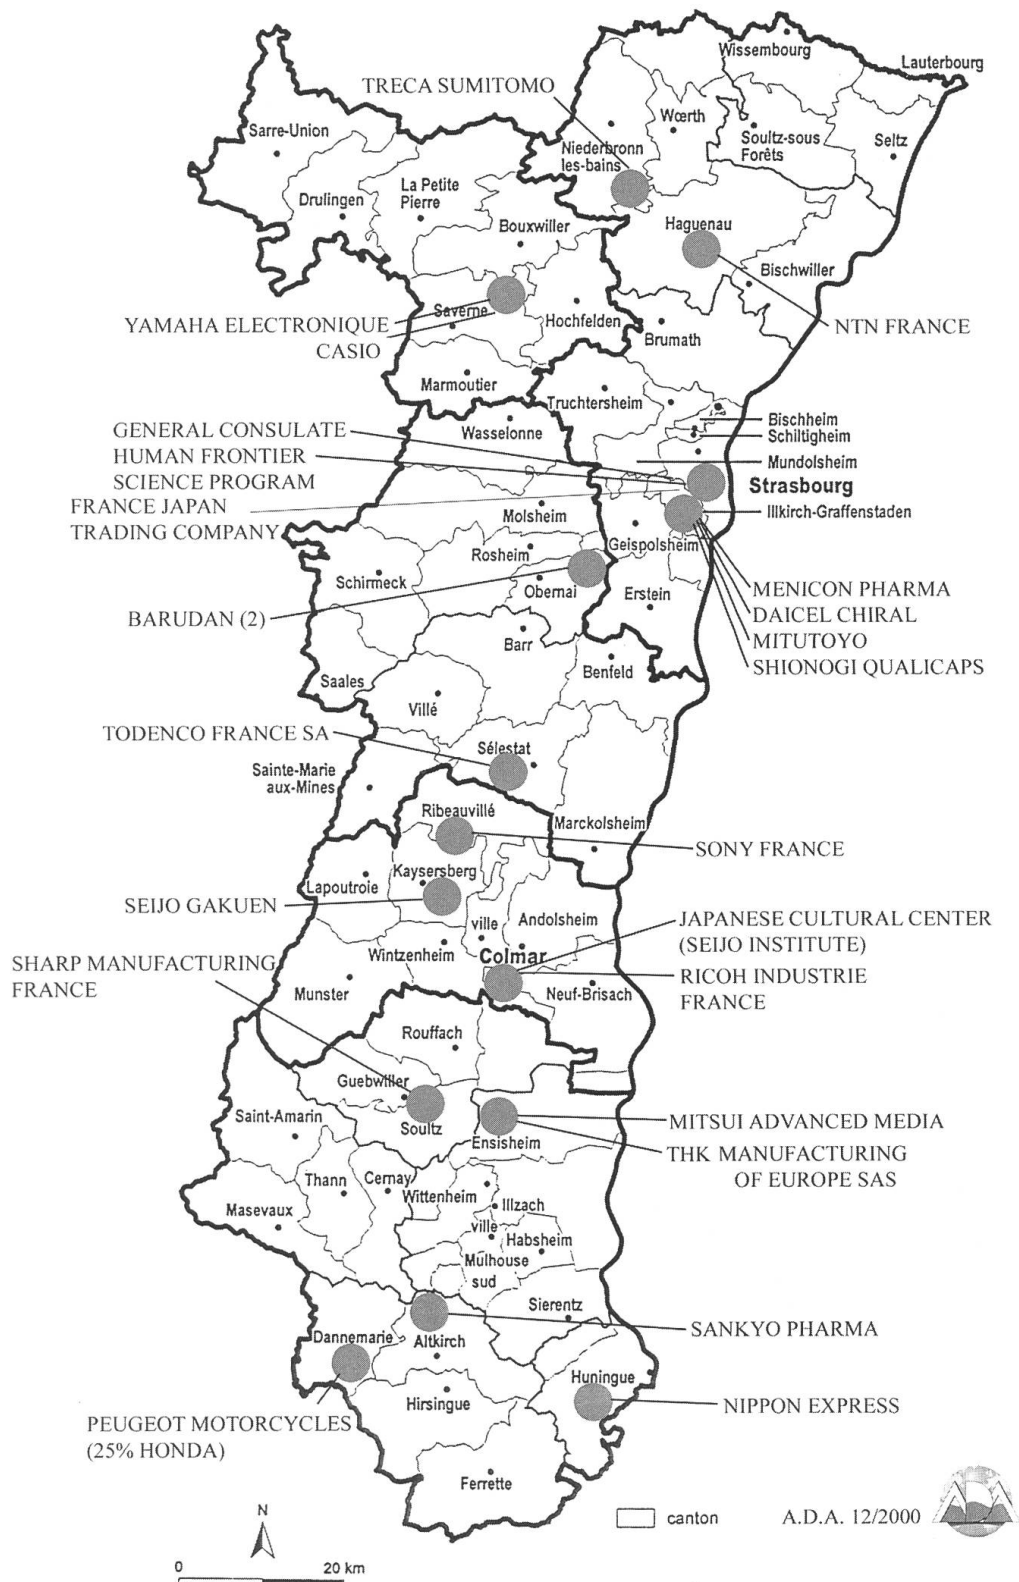 Wissembourg
Lauterbourg
TRECA SUMITOMO
Wœrth
Sarre-Union
Niederbronn
les-bains
Soultz-sous
Forêts
Seltz
La Petite
Pierre
Drulingen
Bouxwiller
Haguenau
Bischwiller
Saverne
Hochfelden
YAMAHA ELECTRONIQUE
CASIO
NTN FRANCE
Brumath
Marmoutier
Truchtersheim
Bischheim
Schiltigheim
Wasselonne
GENERAL CONSULATE
HUMAN FRONTIER
SCIENCE PROGRAM
Mundolsheim
Strasbourg
FRANCE JAPAN
TRADING COMPANY
Molsheim
Illkirch-Graffenstaden
Geispolsheim
Rosheim
Schirmeck
Obernai
Erstein
MENICON PHARMA
DAICEL CHIRAL
MITUTOYO
SHIONOGI QUALICAPS
BARUDAN (2)
Barr
Benfeld
Saales
Villé
TODENCO FRANCE SA
Sélestat
Sainte-Marie
aux-Mines
Ribeauvillé
Marckolsheim
SONY FRANCE
Kaysersberg
Lapoutroie
SEIJO GAKUEN
ville
Andolsheim
JAPANESE CULTURAL CENTER
(SEIJO INSTITUTE)
Wintzenheim
Colmar
SHARP MANUFACTURING
FRANCE
RICOH INDUSTRIE
FRANCE
Munster
Neuf-Brisach
Rouffach
Guebwiller
Saint-Amarin
Soultz
Ensisheim
MITSUI ADVANCED MEDIA
THK MANUFACTURING
OF EUROPE SAS
Thann
Cernay
Wittenheim
Illzach
Masevaux
ville
Habsheim
Mulhouse
sud
Sierentz
SANKYO PHARMA
Dannemarie
Altkirch
Huningue
Hirsingue
NIPPON EXPRESS
PEUGEOT MOTORCYCLES
(25% HONDA)
Ferrette
N
canton
A.D.A. 12/2000
0
20 km